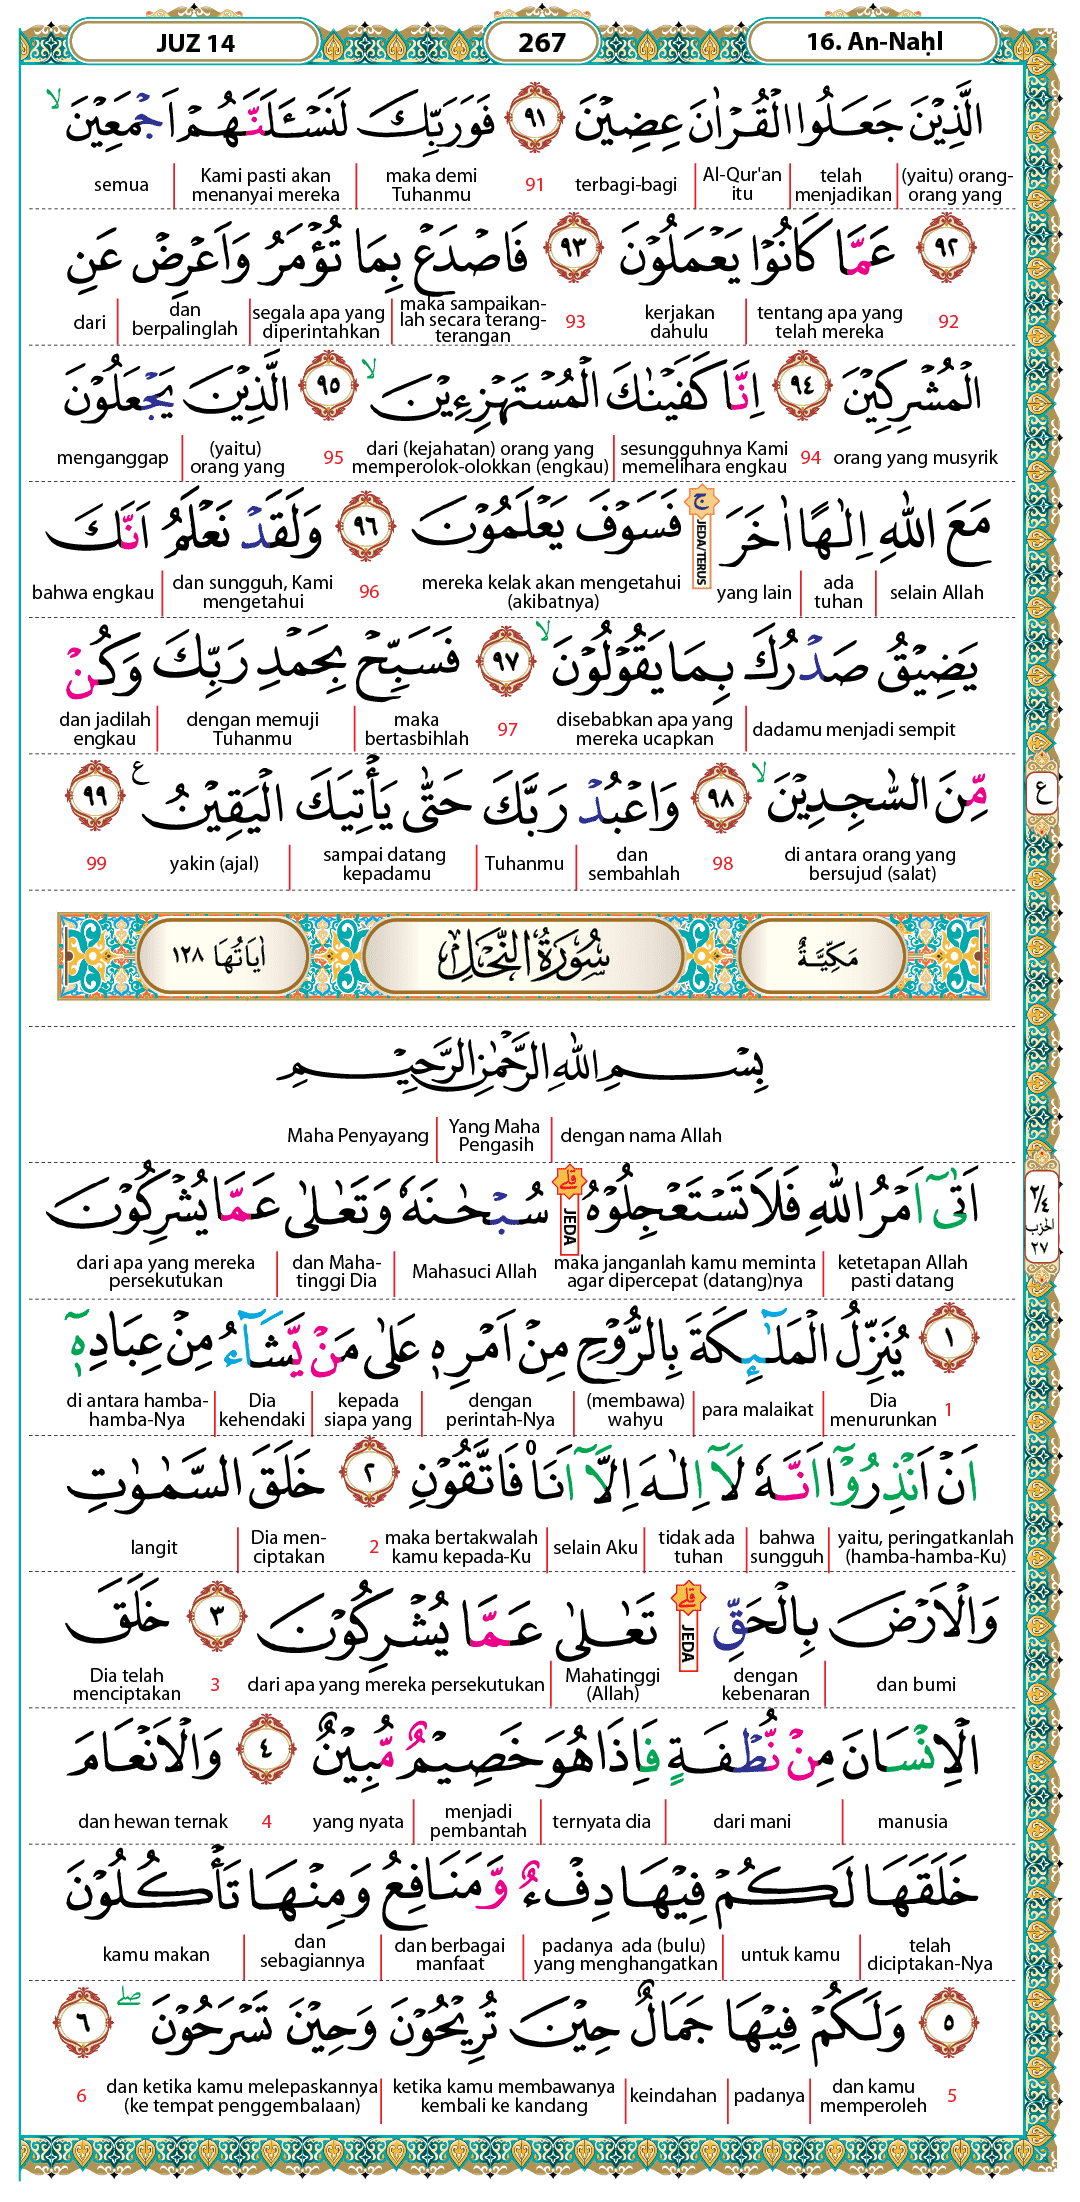 JUZ 14 267 16. An-Naḥl
الَّذِيْنَ جَعَلُوا الْقُرْاٰنَ عِضِيْنَ ٩١ فَوَرَبِّكَ لَنَسْـَٔلَنَّهُمْ اَجْمَعِيْنَ ۙ
(yaitu) orang-orang yang | telah menjadikan | Al-Qur'an itu | terbagi-bagi 91 maka demi Tuhanmu | Kami pasti akan menanyai mereka | semua
٩٢ عَمَّا كَانُوْا يَعْمَلُوْنَ ٩٣ فَاصْدَعْ بِمَا تُؤْمَرُ وَاَعْرِضْ عَنِ
92 tentang apa yang telah mereka | kerjakan dahulu 93 maka sampaikan-lah secara terang-terangan | segala apa yang diperintahkan | dan berpalinglah | dari
الْمُشْرِكِيْنَ ٩٤ اِنَّا كَفَيْنٰكَ الْمُسْتَهْزِءِيْنَ ۙ ٩٥ الَّذِيْنَ يَجْعَلُوْنَ
orang yang musyrik 94 sesungguhnya Kami memelihara engkau | dari (kejahatan) orang yang memperolok-olokkan (engkau) 95 (yaitu) orang yang | menganggap
مَعَ اللّٰهِ اِلٰهًا اٰخَرَ ۚ JEDA/TERUS فَسَوْفَ يَعْلَمُوْنَ ٩٦ وَلَقَدْ نَعْلَمُ اَنَّكَ
selain Allah | ada tuhan | yang lain mereka kelak akan mengetahui (akibatnya) 96 dan sungguh, Kami mengetahui | bahwa engkau
يَضِيْقُ صَدْرُكَ بِمَا يَقُوْلُوْنَ ۙ ٩٧ فَسَبِّحْ بِحَمْدِ رَبِّكَ وَكُنْ
dadamu menjadi sempit | disebabkan apa yang mereka ucapkan 97 maka bertasbihlah | dengan memuji Tuhanmu | dan jadilah engkau
مِّنَ السّٰجِدِيْنَ ۙ ٩٨ وَاعْبُدْ رَبَّكَ حَتّٰى يَأْتِيَكَ الْيَقِيْنُ ࣖ ٩٩
ع
di antara orang yang bersujud (salat) 98 dan sembahlah | Tuhanmu | sampai datang kepadamu | yakin (ajal) 99
مَكِّيَّةٌ سُوْرَةُ النَّحْلِ اٰيَاتُهَا ١٢٨
بِسْمِ اللّٰهِ الرَّحْمٰنِ الرَّحِيْمِ
dengan nama Allah | Yang Maha Pengasih | Maha Penyayang
اَتٰىٓ اَمْرُ اللّٰهِ فَلَا تَسْتَعْجِلُوْهُ ۗ JEDA سُبْحٰنَهٗ وَتَعٰلٰى عَمَّا يُشْرِكُوْنَ
٢/٤ الحزب ٢٧
ketetapan Allah pasti datang | maka janganlah kamu meminta agar dipercepat (datang)nya Mahasuci Allah | dan Maha-tinggi Dia | dari apa yang mereka persekutukan
١ يُنَزِّلُ الْمَلٰۤىِٕكَةَ بِالرُّوْحِ مِنْ اَمْرِهٖ عَلٰى مَنْ يَّشَاۤءُ مِنْ عِبَادِهٖٓ
1 Dia menurunkan | para malaikat | (membawa) wahyu | dengan perintah-Nya | kepada siapa yang | Dia kehendaki | di antara hamba-hamba-Nya
اَنْ اَنْذِرُوْٓا اَنَّهٗ لَآ اِلٰهَ اِلَّآ اَنَا۠ فَاتَّقُوْنِ ٢ خَلَقَ السَّمٰوٰتِ
yaitu, peringatkanlah (hamba-hamba-Ku) | bahwa sungguh | tidak ada tuhan | selain Aku | maka bertakwalah kamu kepada-Ku 2 Dia men-ciptakan | langit
وَالْاَرْضَ بِالْحَقِّ ۗ JEDA تَعٰلٰى عَمَّا يُشْرِكُوْنَ ٣ خَلَقَ
dan bumi | dengan kebenaran Mahatinggi (Allah) | dari apa yang mereka persekutukan 3 Dia telah menciptakan
الْاِنْسَانَ مِنْ نُّطْفَةٍ فَاِذَا هُوَ خَصِيْمٌ مُّبِيْنٌ ٤ وَالْاَنْعَامَ
manusia | dari mani | ternyata dia | menjadi pembantah | yang nyata 4 dan hewan ternak
خَلَقَهَا لَكُمْ فِيْهَا دِفْءٌ وَّمَنَافِعُ وَمِنْهَا تَأْكُلُوْنَ
telah diciptakan-Nya | untuk kamu | padanya ada (bulu) yang menghangatkan | dan berbagai manfaat | dan sebagiannya | kamu makan
٥ وَلَكُمْ فِيْهَا جَمَالٌ حِيْنَ تُرِيْحُوْنَ وَحِيْنَ تَسْرَحُوْنَ ۖ ٦
5 dan kamu memperoleh | padanya | keindahan | ketika kamu membawanya kembali ke kandang | dan ketika kamu melepaskannya (ke tempat penggembalaan) 6